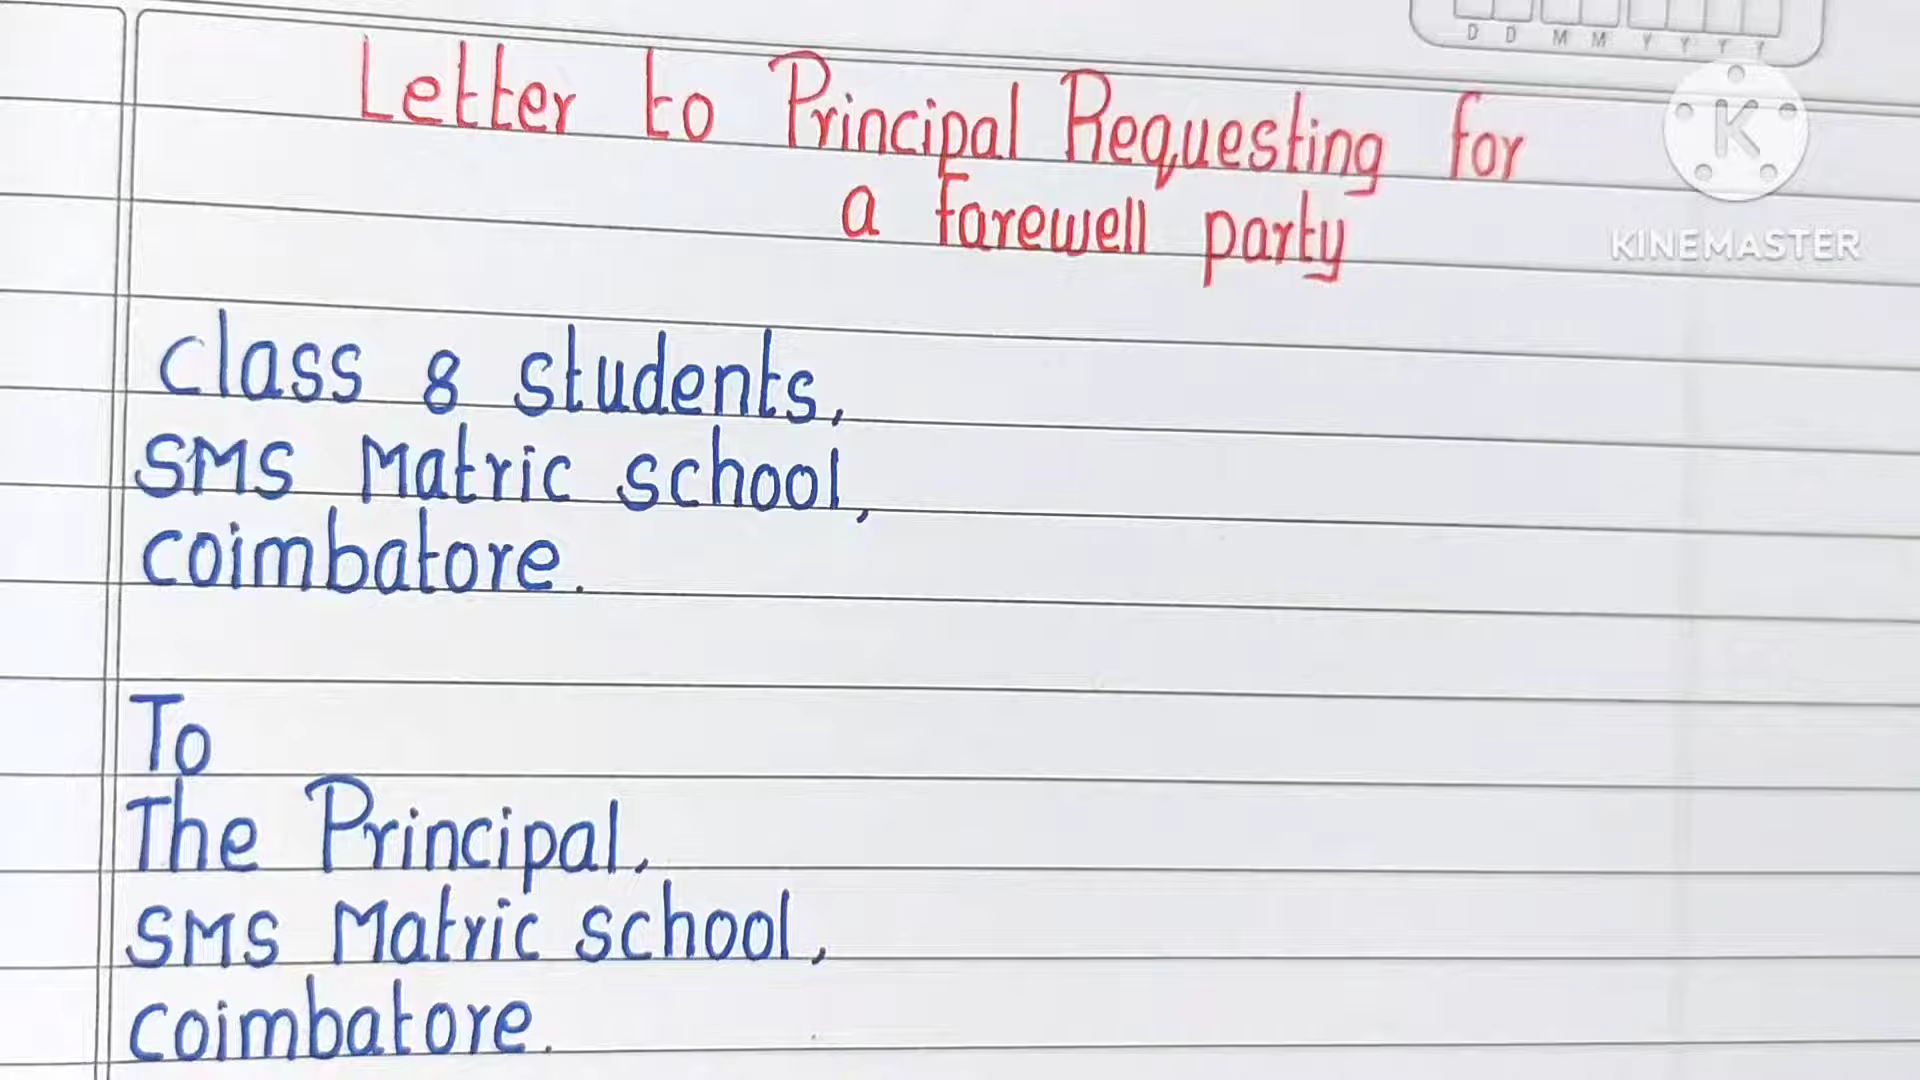 D D M M Y Y Y Y
Letter to Principal Requesting for
a farewell party
KINEMASTER
class 8 students,
SMS Matric school,
coimbatore.
To
The Principal,
SMS Matric school,
coimbatore.